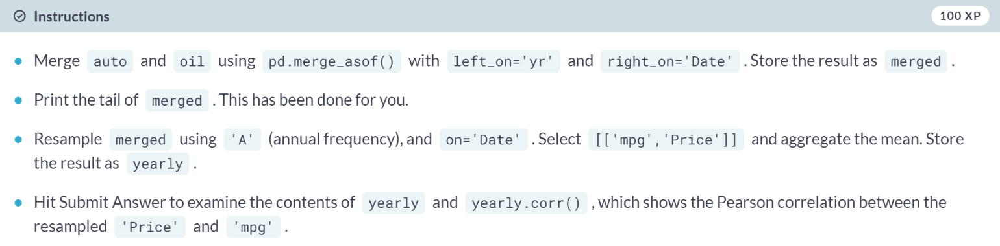 Instructions 100 XP
Merge auto and oil using pd.merge_asof() with left_on='yr' and right_on='Date' . Store the result as merged .
Print the tail of merged . This has been done for you.
Resample merged using 'A' (annual frequency), and on='Date' . Select [['mpg','Price']] and aggregate the mean. Store
the result as yearly .
Hit Submit Answer to examine the contents of yearly and yearly.corr() , which shows the Pearson correlation between the
resampled 'Price' and 'mpg' .